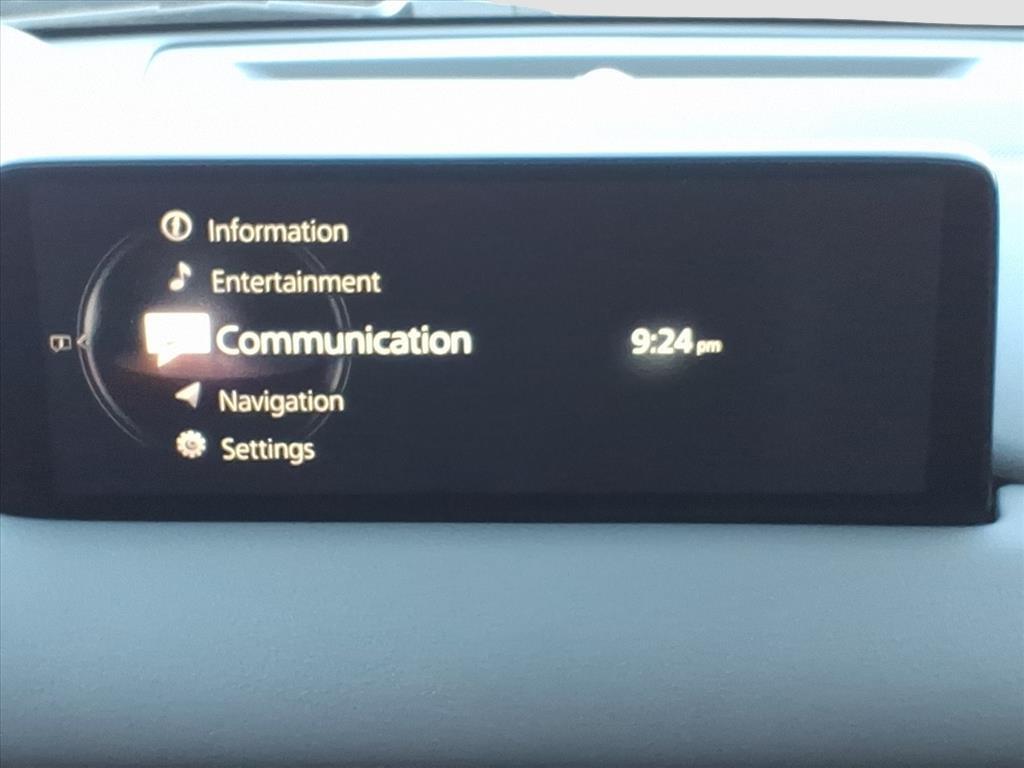 Information
Entertainment
Communication
9:24 pm
Navigation
Settings